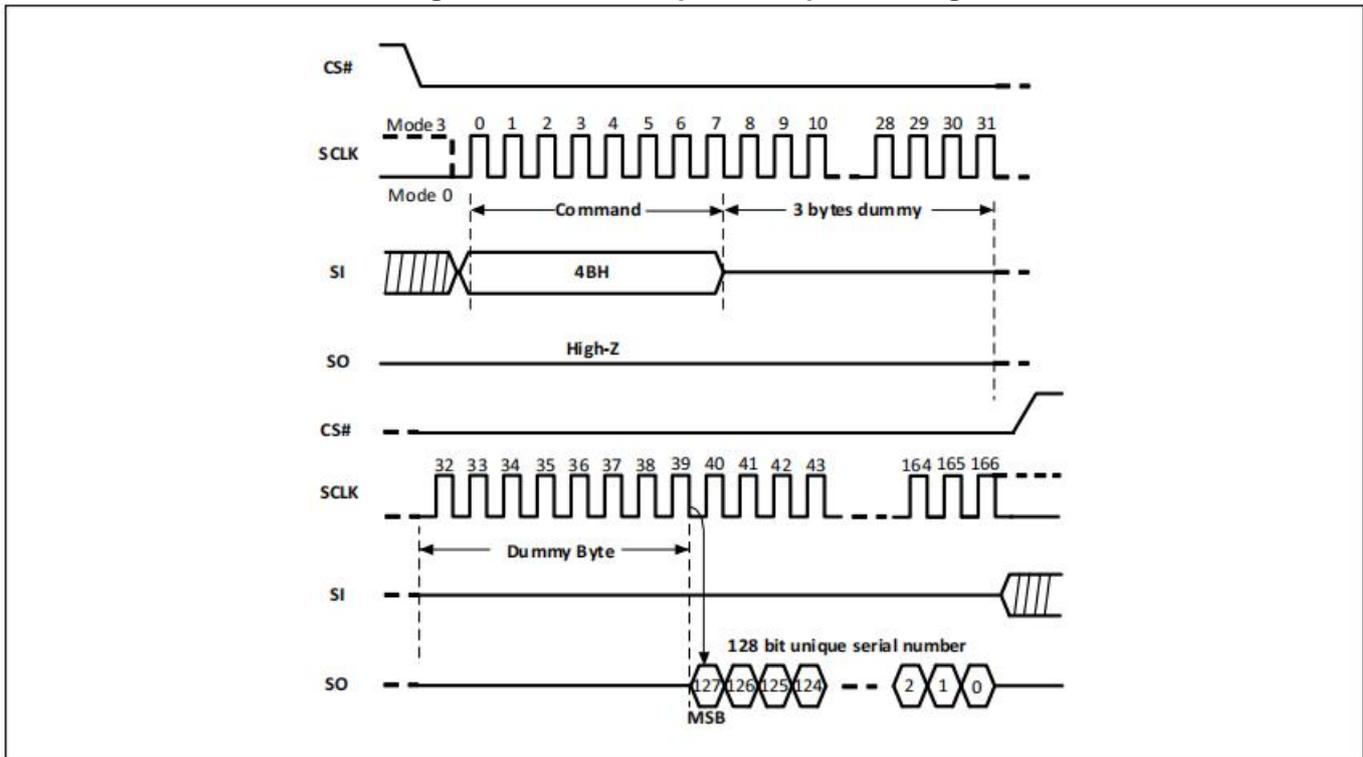 CS#
Mode 3 0 1 2 3 4 5 6 7 8 9 10 28 29 30 31
SCLK
Mode 0
Command 3 bytes dummy
SI 4BH
High-Z
SO
CS#
32 33 34 35 36 37 38 39 40 41 42 43 164 165 166
SCLK
Dummy Byte
SI
128 bit unique serial number
SO 127 126 125 124 2 1 0
MSB